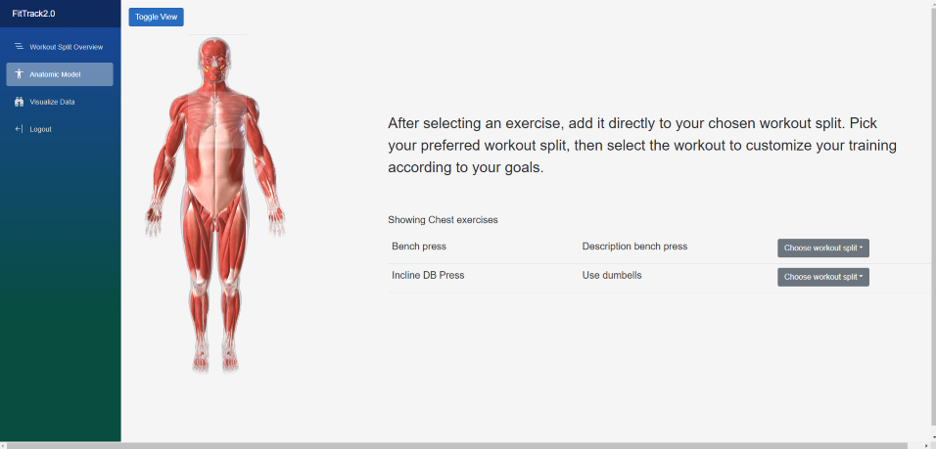 FitTrack2.0
Workout Split Overview
Anatomic Model
Visualize Data
Logout
Toggle View
After selecting an exercise, add it directly to your chosen workout split. Pick
your preferred workout split, then select the workout to customize your training
according to your goals.
Showing Chest exercises
Bench press Description bench press Choose workout split
Incline DB Press Use dumbells Choose workout split